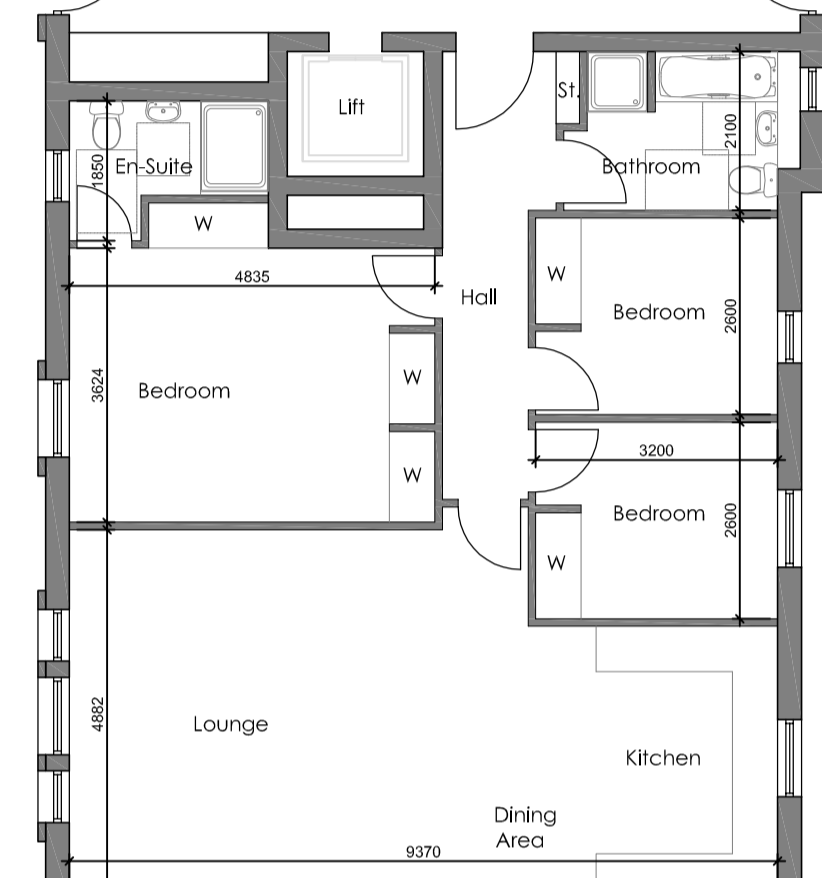 Lift
St.
2100
1850
En-Suite
Bathroom
W
4835
W
Hall
Bedroom
2600
3624
Bedroom
W
3200
W
Bedroom
2600
W
4882
Lounge
Kitchen
Dining
Area
9370